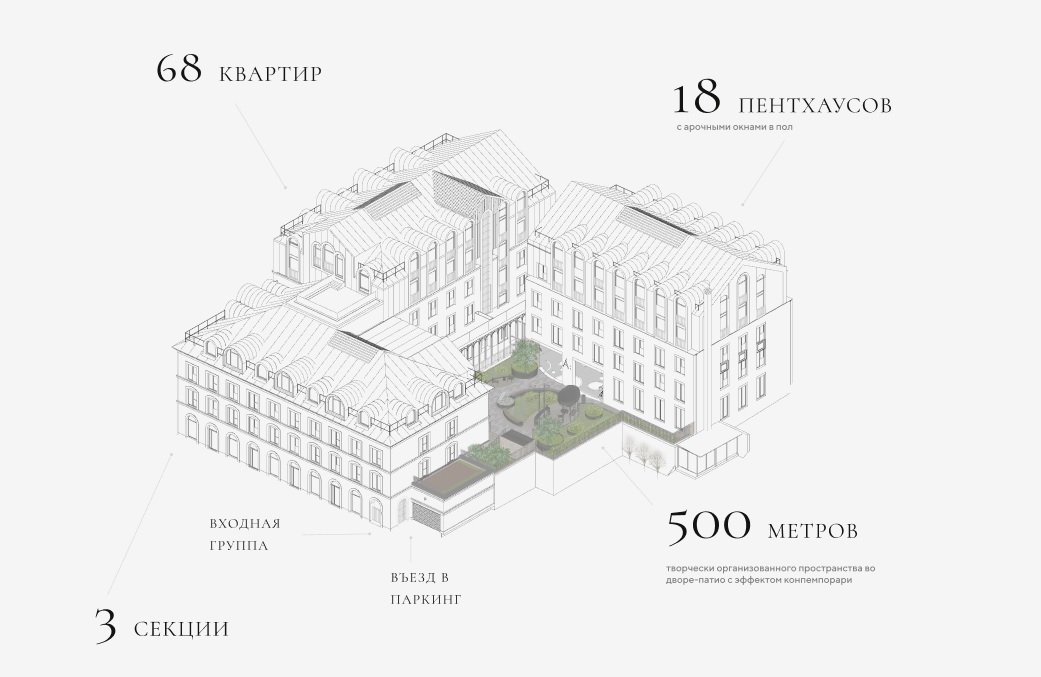 68 КВАРТИР
18 ПЕНТХАУСОВ
с арочными окнами в пол
ВХОДНАЯ
ГРУППА
ВЪЕЗД В
ПАРКИНГ
500 МЕТРОВ
творчески организованного пространства во
дворе-патио с эффектом конпемпорари
3 СЕКЦИИ